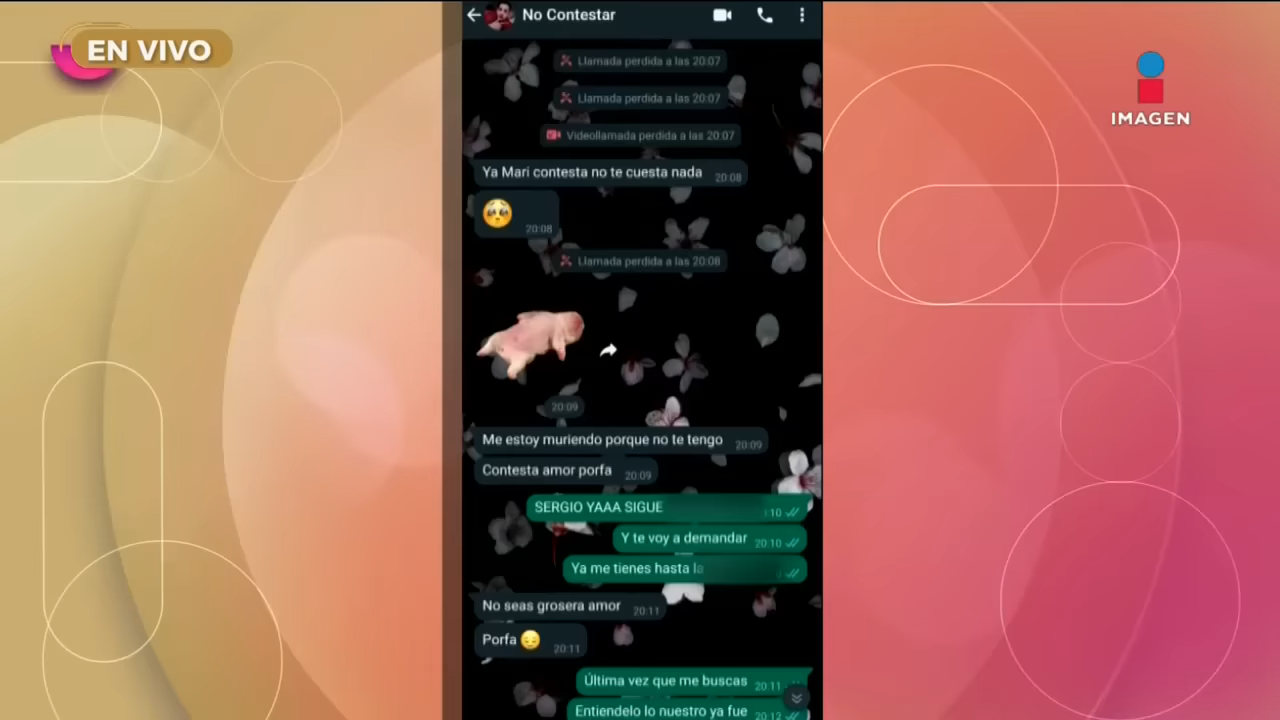 EN VIVO
IMAGEN
No Contestar
Llamada perdida a las 20:07
Llamada perdida a las 20:07
Videollamada perdida a las 20:07
Ya Mari contesta no te cuesta nada 20:08
🥺 20:08
Llamada perdida a las 20:08
20:09
Me estoy muriendo porque no te tengo 20:09
Contesta amor porfa 20:09
SERGIO YAAA SIGUE :10
Y te voy a demandar 20:10
Ya me tienes hasta la
No seas grosera amor 20:11
Porfa 😔 20:11
Última vez que me buscas 20:11
Entiendelo lo nuestro ya fue 20:12